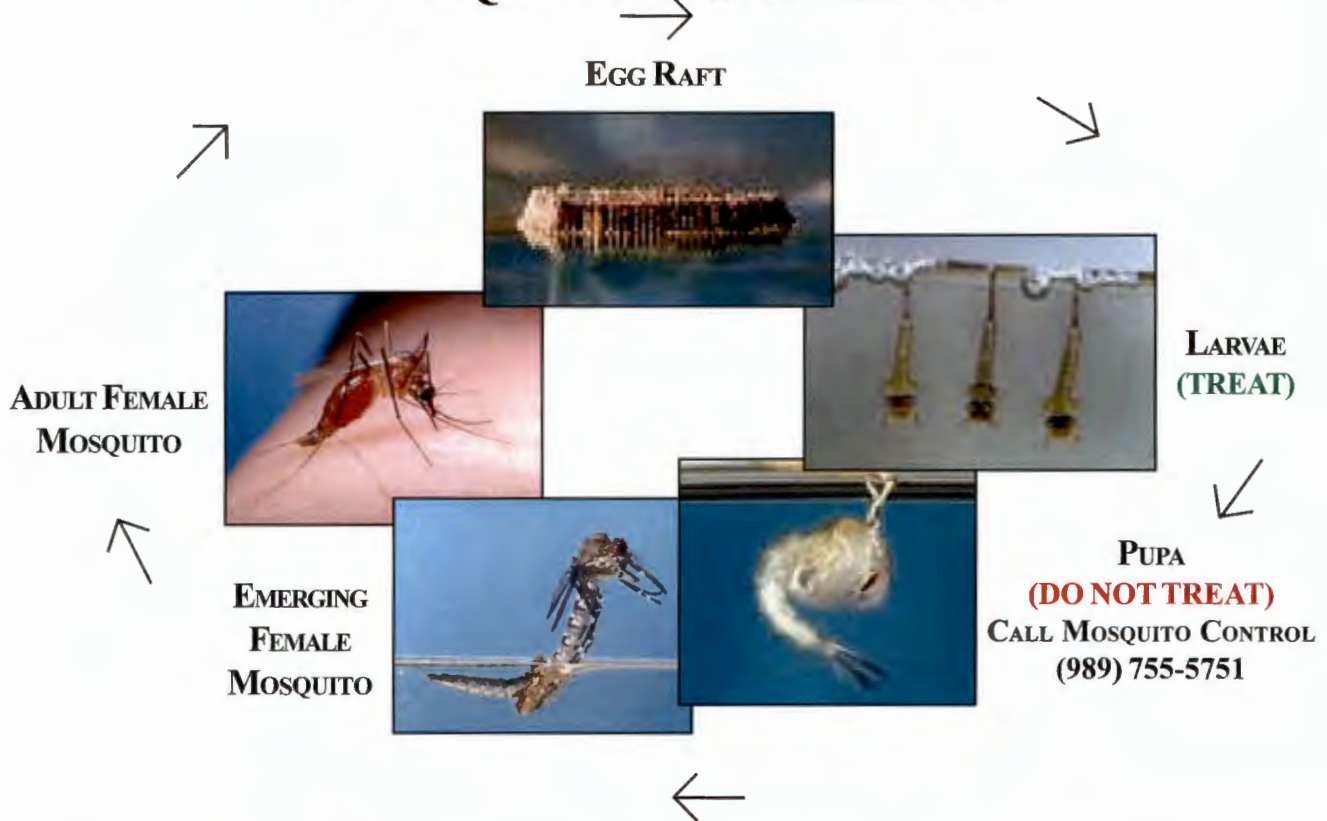 EGG RAFT
LARVAE
(TREAT)
ADULT FEMALE
MOSQUITO
PUPA
(DO NOT TREAT)
CALL MOSQUITO CONTROL
(989) 755-5751
EMERGING
FEMALE
MOSQUITO